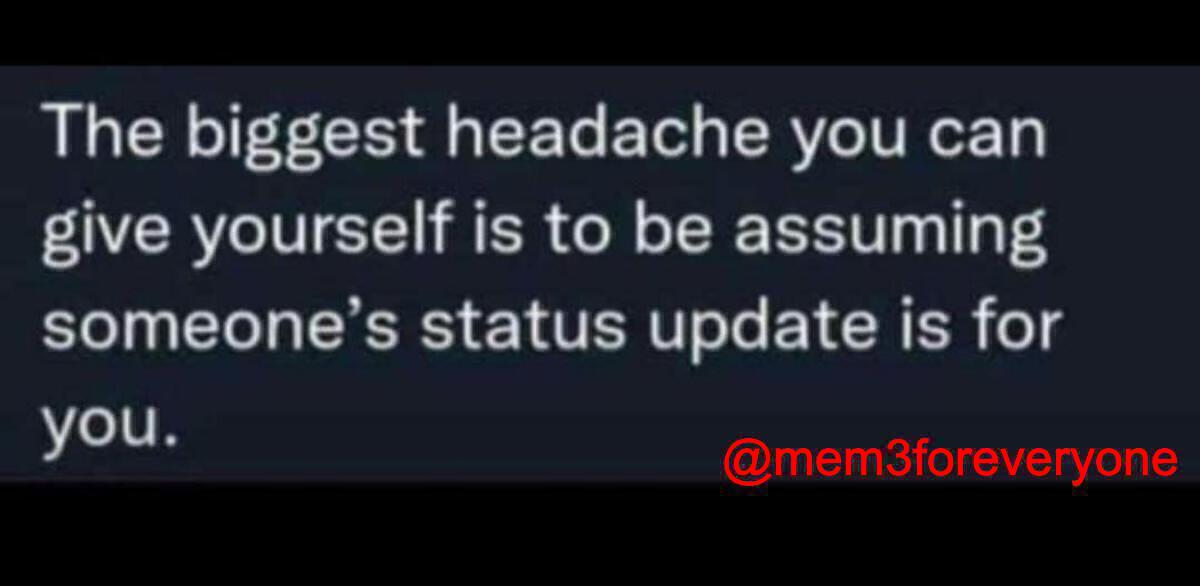 The biggest headache you can
give yourself is to be assuming
someone’s status update is for
you.
@mem3foreveryone